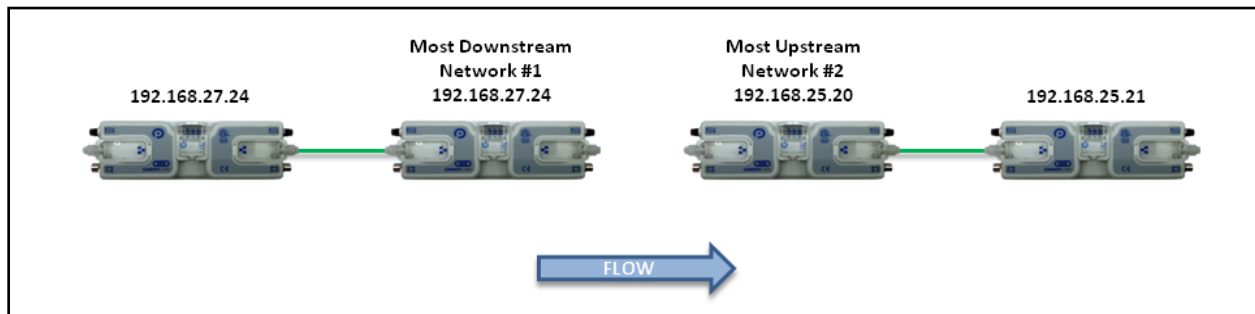 Most Downstream
Network #1
192.168.27.24
192.168.27.24
Most Upstream
Network #2
192.168.25.20
192.168.25.21
FLOW